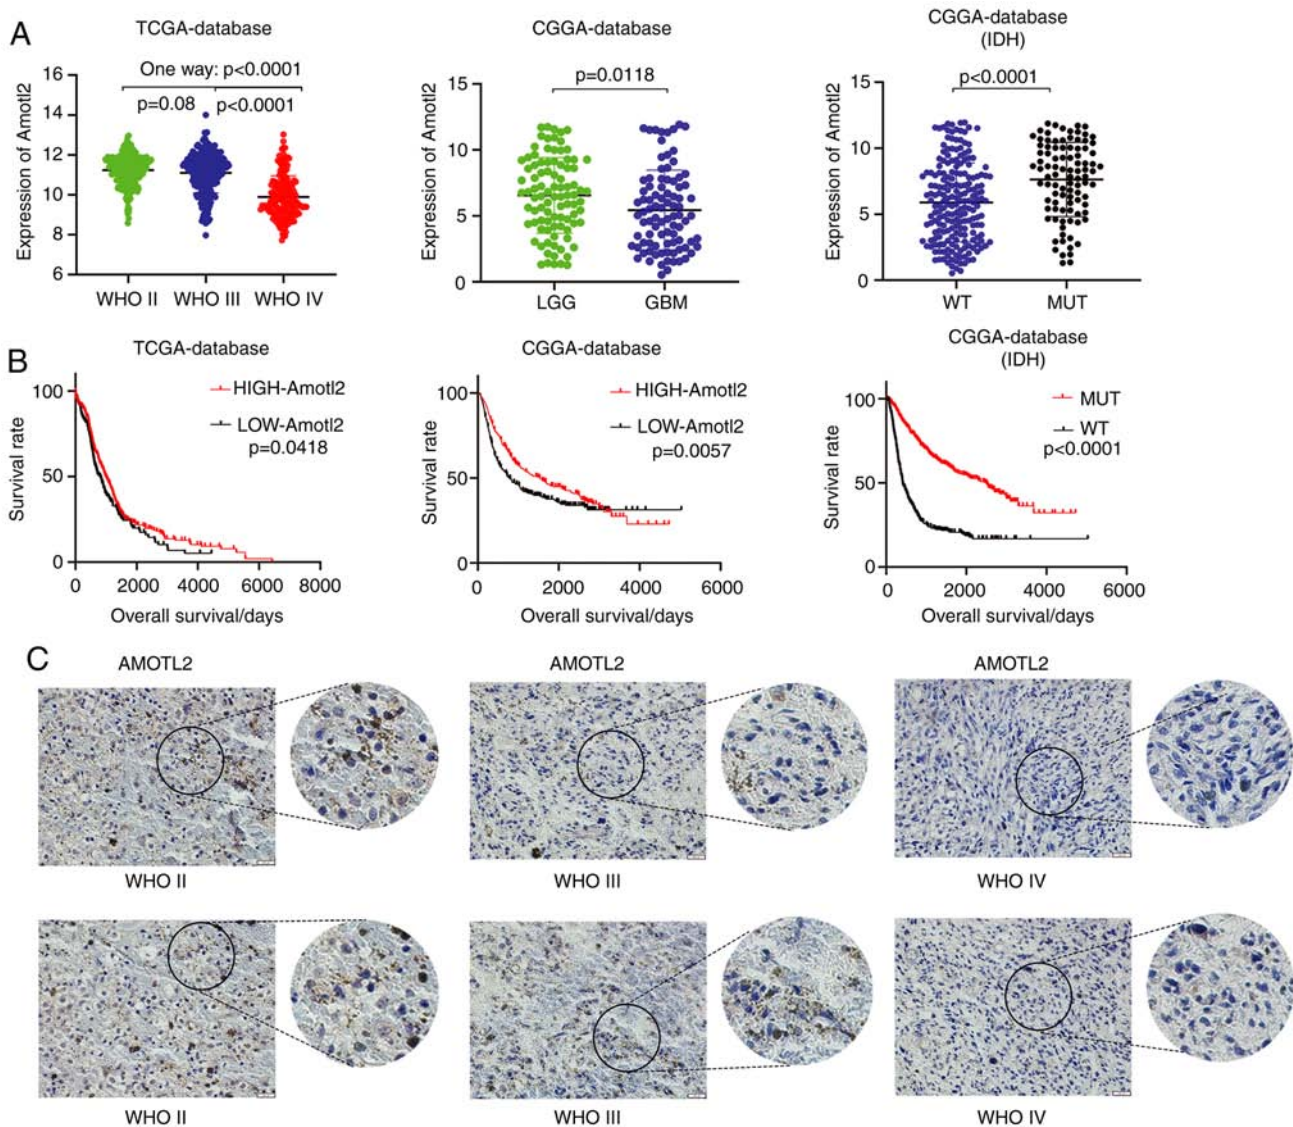 A
TCGA-database
One way: p<0.0001
p=0.08
p<0.0001
Expression of Amotl2
16
14
12
10
8
6
WHO II
WHO III
WHO IV
CGGA-database
p=0.0118
Expression of Amotl2
15
10
5
0
LGG
GBM
CGGA-database
(IDH)
p<0.0001
Expression of Amotl2
15
10
5
0
WT
MUT
B
TCGA-database
HIGH-Amotl2
LOW-Amotl2
p=0.0418
Survival rate
100
50
0
0 2000 4000 6000 8000
Overall survival/days
CGGA-database
HIGH-Amotl2
LOW-Amotl2
p=0.0057
Survival rate
100
50
0
0 2000 4000 6000
Overall survival/days
CGGA-database
(IDH)
MUT
WT
p<0.0001
Survival rate
100
50
0
0 2000 4000 6000
Overall survival/days
C
AMOTL2
AMOTL2
AMOTL2
WHO II
WHO III
WHO IV
WHO II
WHO III
WHO IV